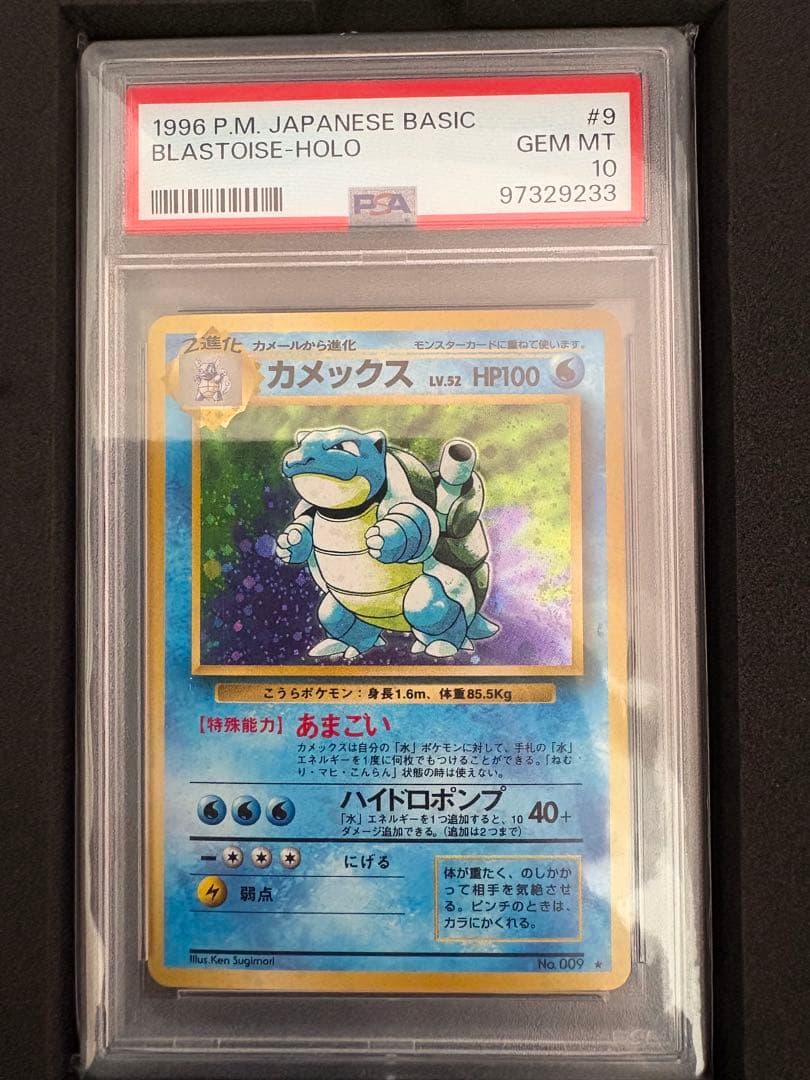 1996 P.M. JAPANESE BASIC #9
BLASTOISE-HOLO GEM MT
10
PSA 97329233
2進化 カメールから進化 モンスターカードに重ねて使います。
カメックス LV.52 HP100
こうらポケモン：身長1.6m、体重85.5Kg
【特殊能力】 あまごい
カメックスは自分の「水」ポケモンに対して、手札の「水」
エネルギーを1度に何枚でもつけることができる。「ねむ
り・マヒ・こんらん」状態の時は使えない。
ハイドロポンプ 40+
「水」エネルギーを1つ追加すると、10
ダメージ追加できる。(追加は2つまで)
にげる
弱点
体が重たく、のしかか
って相手を気絶させ
る。ピンチのときは、
カラにかくれる。
Illus.Ken Sugimori No.009 ★